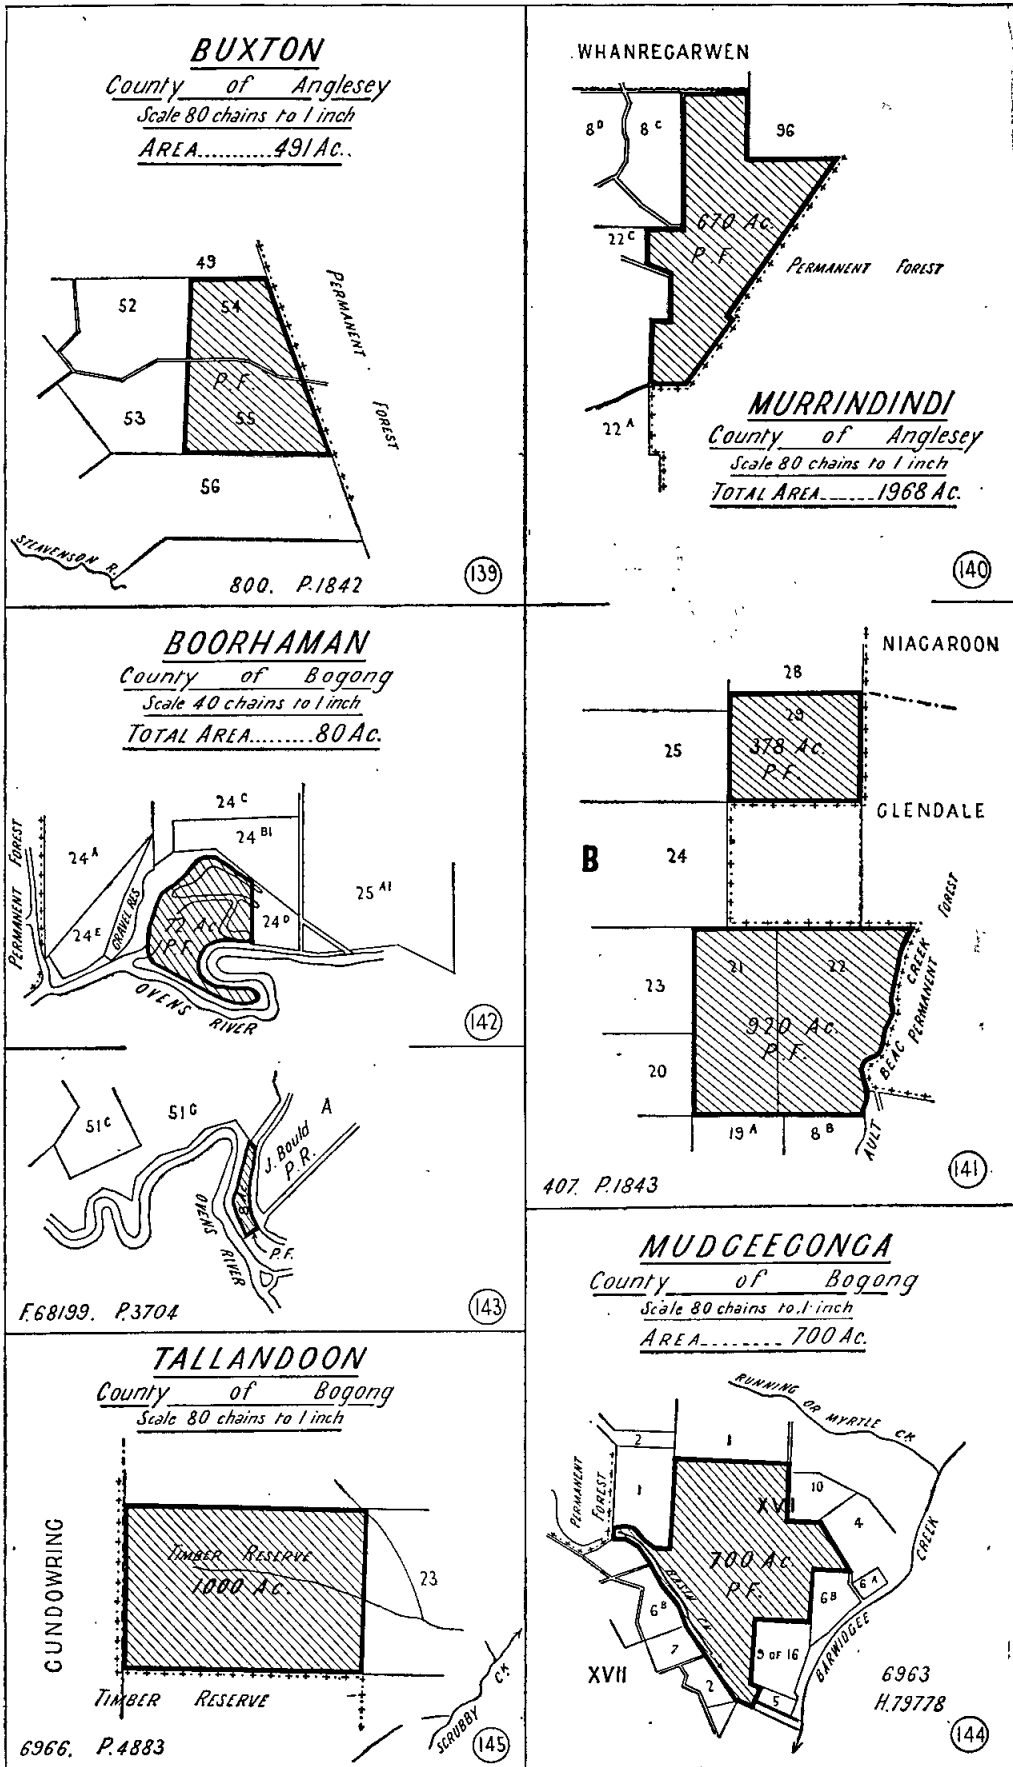 BUXTON
County of Anglesey
Scale 80 chains to 1 inch
AREA..........491 Ac.
49
52
54
P.F.
53
55
56
PERMANENT FOREST
STEAVENSON R.
800. P.1842
139
WHANREGARWEN
8D
8C
96
670 Ac.
P.F.
22C
PERMANENT FOREST
22A
MURRINDINDI
County of Anglesey
Scale 80 chains to 1 inch
TOTAL AREA......1968 Ac.
140
NIAGAROON
28
29
378 Ac.
P.F.
25
GLENDALE
B
24
21
22
23
920 Ac.
P.F.
20
CREEK
BEAC PERMANENT FOREST
19A
8B
AULT
407. P.1843
141
BOORHAMAN
County of Bogong
Scale 40 chains to 1 inch
TOTAL AREA.........80 Ac.
PERMANENT FOREST
24C
24B1
24A
25A1
24E
GRAVEL RES
72 Ac.
P.F.
24D
OVENS RIVER
142
51C
51G
A
J. Bould
P.R.
8 Ac.
P.F.
OVENS RIVER
F.68199. P.3704
143
MUDGEEGONGA
County of Bogong
Scale 80 chains to 1 inch
AREA........700 Ac.
RUNNING OR MYRTLE CK
2
1
PERMANENT FOREST
1
10
XVI
4
700 Ac.
P.F.
BASIN CK
6A
6B
6B
7
9 OF 16
2
5
XVII
BARWIDGEE CREEK
6963
H.79778
144
TALLANDOON
County of Bogong
Scale 80 chains to 1 inch
GUNDOWRING
TIMBER RESERVE
1000 Ac.
23
TIMBER RESERVE
SCRUBBY CK
6966. P.4883
145